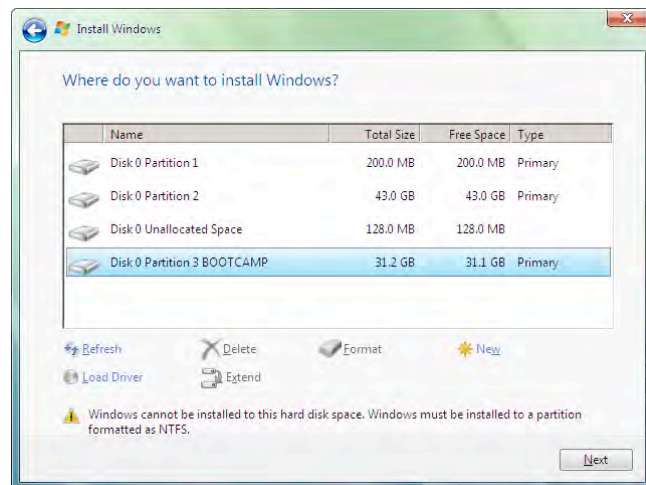 Install Windows
Where do you want to install Windows?
Name Total Size Free Space Type
Disk 0 Partition 1 200.0 MB 200.0 MB Primary
Disk 0 Partition 2 43.0 GB 43.0 GB Primary
Disk 0 Unallocated Space 128.0 MB 128.0 MB
Disk 0 Partition 3 BOOTCAMP 31.2 GB 31.1 GB Primary
Refresh Delete Format New
Load Driver Extend
Windows cannot be installed to this hard disk space. Windows must be installed to a partition
formatted as NTFS.
Next